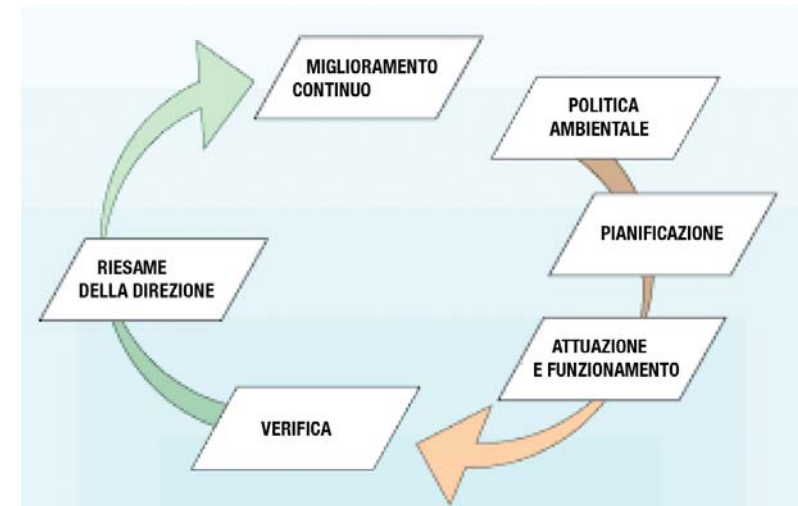 MIGLIORAMENTO
CONTINUO
POLITICA
AMBIENTALE
PIANIFICAZIONE
ATTUAZIONE
E FUNZIONAMENTO
VERIFICA
RIESAME
DELLA DIREZIONE